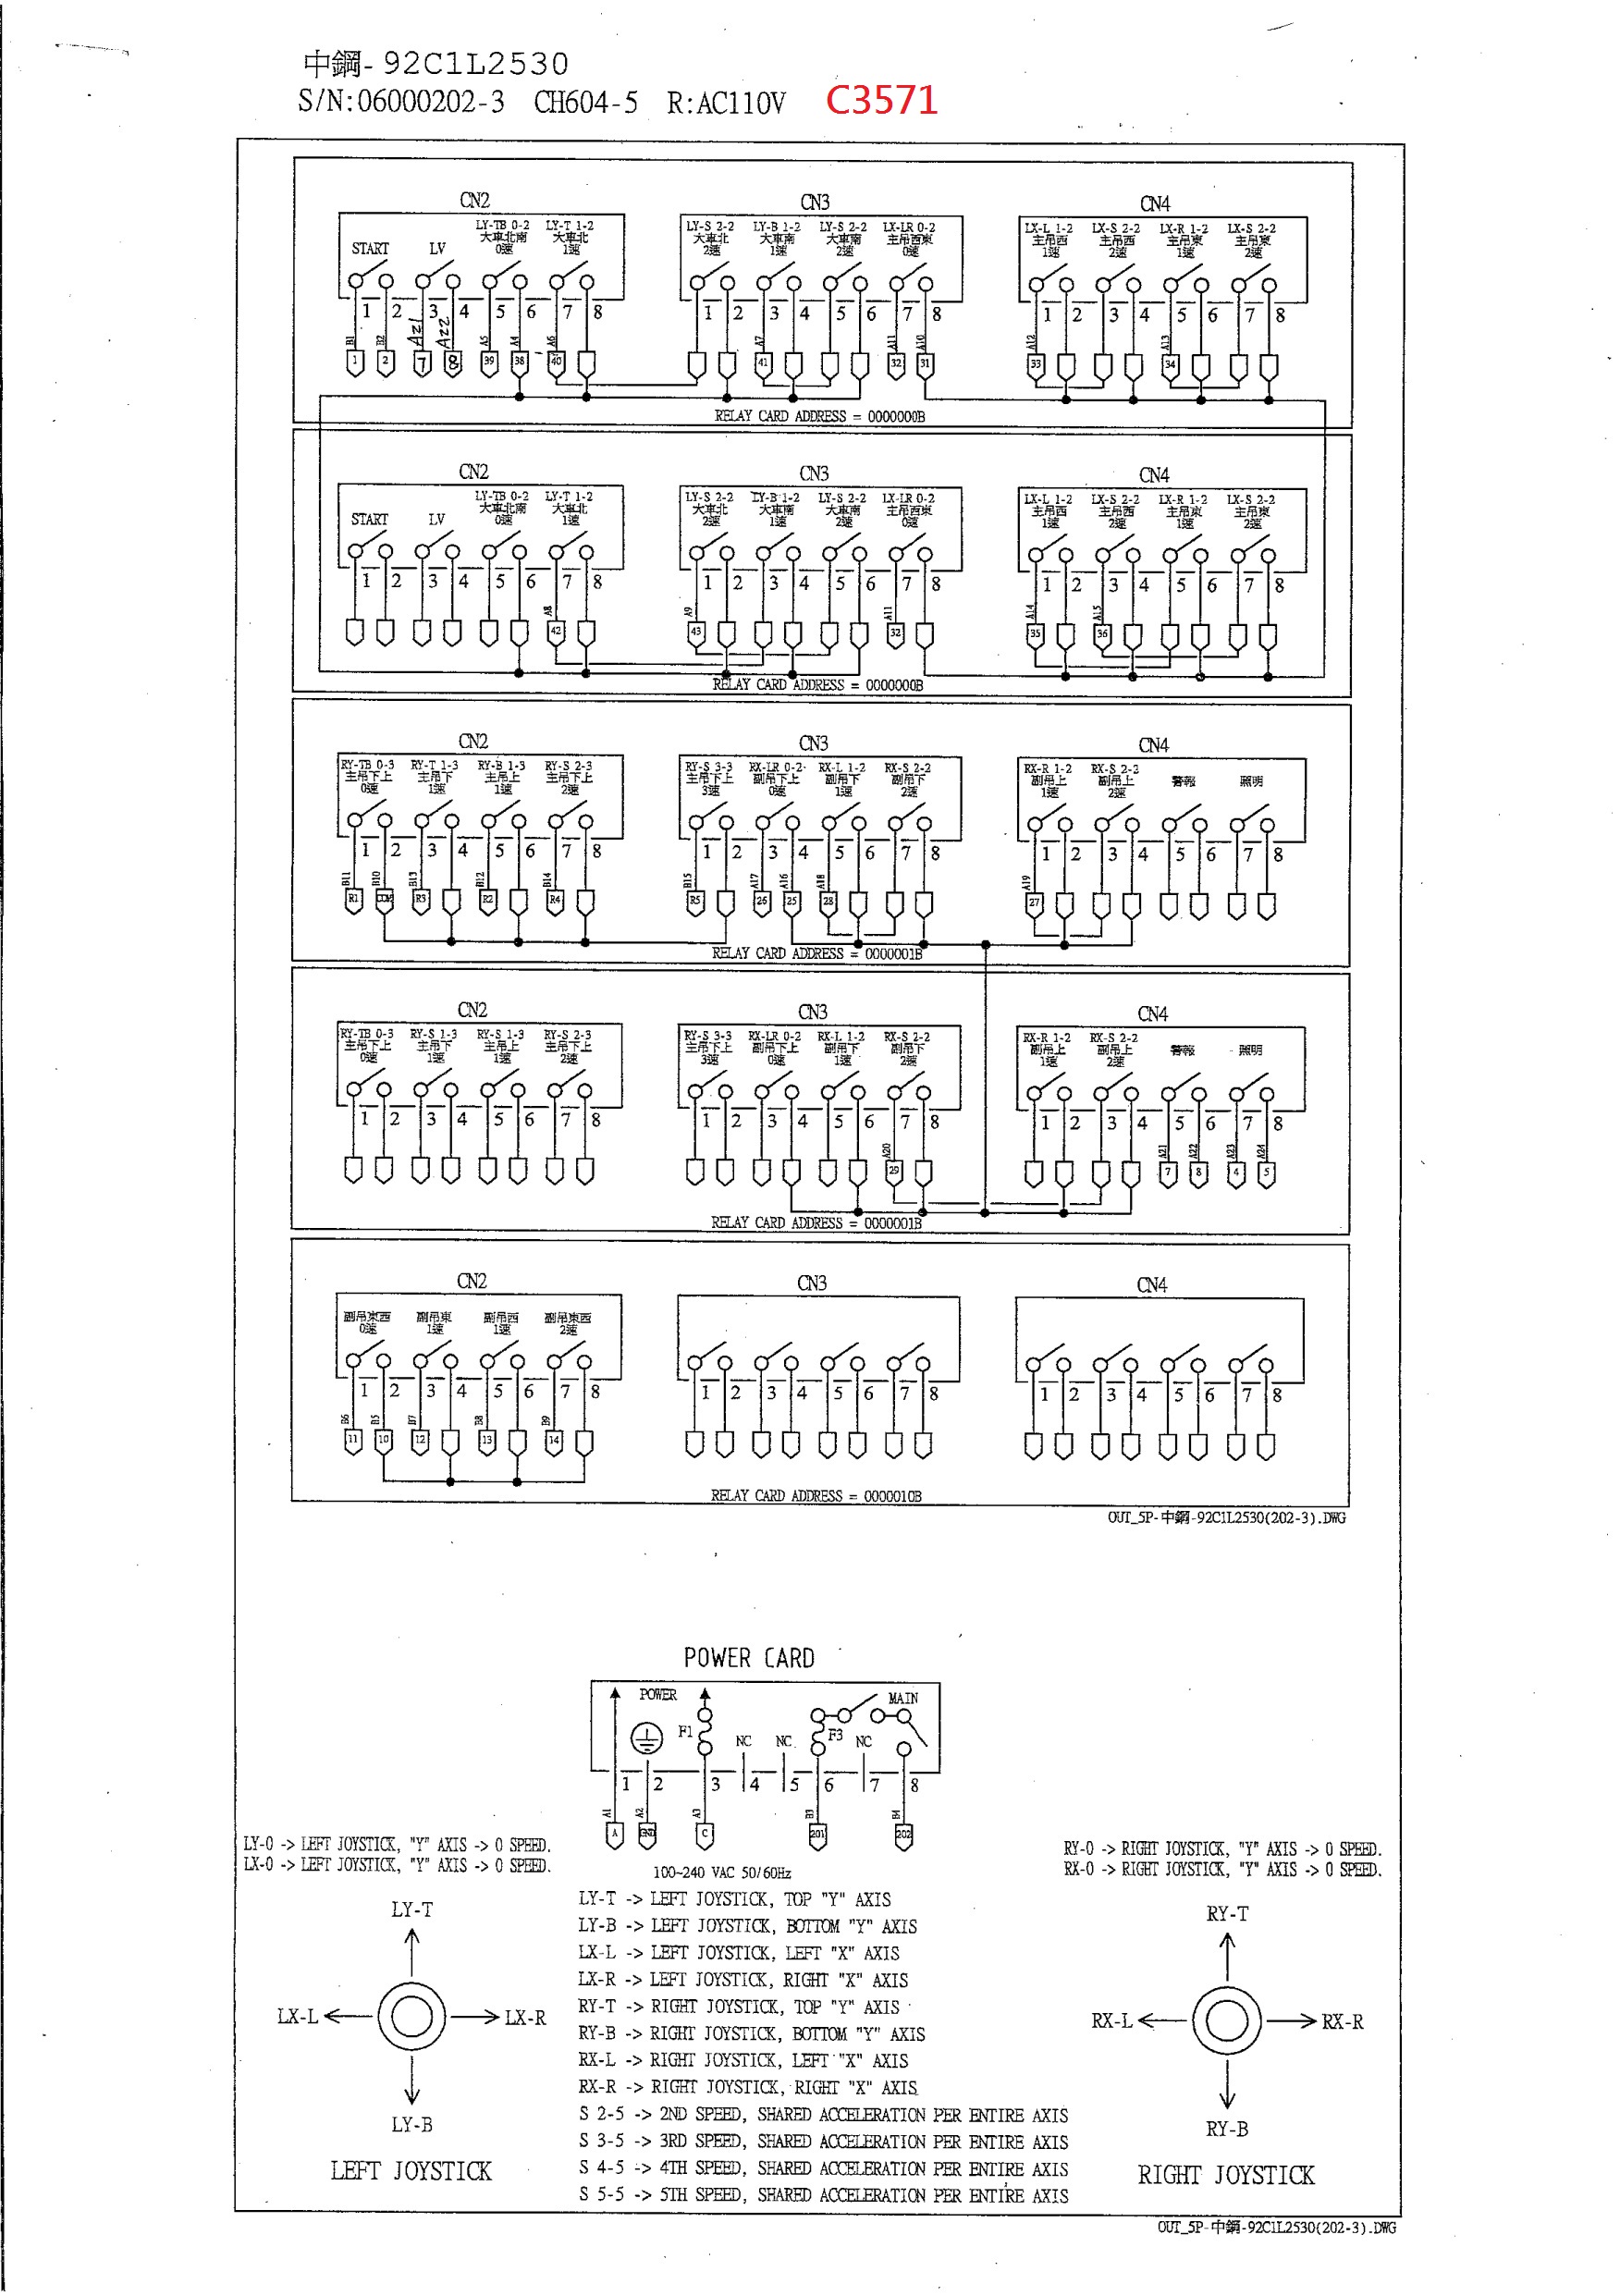 中鋼-92C1L2530
S/N:06000202-3 CH604-5 R:AC110V C3571
CN2 CN3 CN4
LY-TB 0-2 LY-T 1-2 LY-S 2-2 LY-B 1-2 LY-S 2-2 LX-LR 0-2 LX-L 1-2 LX-S 2-2 LX-R 1-2 LX-S 2-2
START LV 大車北南 大車北 大車北 大車南 大車南 主吊西東 主吊西 主吊西 主吊東 主吊東
0速 1速 2速 1速 2速 0速 1速 2速 1速 2速
1 2 3 4 5 6 7 8 1 2 3 4 5 6 7 8 1 2 3 4 5 6 7 8
B1 B2 A21 A22 A5 A4 A6 A7 A11 A10 A12 A13
1 2 7 8 39 38 40 41 32 31 33 34
RELAY CARD ADDRESS = 0000000B
CN2 CN3 CN4
LY-TB 0-2 LY-T 1-2 LY-S 2-2 LY-B 1-2 LY-S 2-2 LX-LR 0-2 LX-L 1-2 LX-S 2-2 LX-R 1-2 LX-S 2-2
START LV 大車北南 大車北 大車北 大車南 大車南 主吊西東 主吊西 主吊西 主吊東 主吊東
0速 1速 2速 1速 2速 0速 1速 2速 1速 2速
1 2 3 4 5 6 7 8 1 2 3 4 5 6 7 8 1 2 3 4 5 6 7 8
A8 A9 A11 A14 A15
42 43 32 35 36
RELAY CARD ADDRESS = 0000000B
CN2 CN3 CN4
RY-TB 0-3 RY-T 1-3 RY-B 1-3 RY-S 2-3 RY-S 3-3 RX-LR 0-2 RX-L 1-2 RX-S 2-2 RX-R 1-2 RX-S 2-2
主吊下上 主吊下 主吊上 主吊下上 主吊下上 副吊下上 副吊下 副吊下 副吊上 副吊上 警報 照明
0速 1速 1速 2速 3速 0速 1速 2速 1速 2速
1 2 3 4 5 6 7 8 1 2 3 4 5 6 7 8 1 2 3 4 5 6 7 8
B11 B10 B13 B12 B14 B15 A17 A16 A18 A19
R1 COM R3 R2 R4 R5 26 25 28 27
RELAY CARD ADDRESS = 0000001B
CN2 CN3 CN4
RY-TB 0-3 RY-S 1-3 RY-S 1-3 RY-S 2-3 RY-S 3-3 RX-LR 0-2 RX-L 1-2 RX-S 2-2 RX-R 1-2 RX-S 2-2
主吊下上 主吊下 主吊上 主吊下上 主吊下上 副吊下上 副吊下 副吊下 副吊上 副吊上 警報 照明
0速 1速 1速 2速 3速 0速 1速 2速 1速 2速
1 2 3 4 5 6 7 8 1 2 3 4 5 6 7 8 1 2 3 4 5 6 7 8
A20 A21 A22 A23 A24
29 7 8 4 5
RELAY CARD ADDRESS = 0000001B
CN2 CN3 CN4
副吊東西 副吊東 副吊西 副吊東西
0速 1速 1速 2速
1 2 3 4 5 6 7 8 1 2 3 4 5 6 7 8 1 2 3 4 5 6 7 8
B6 B5 B7 B8 B9
11 10 12 13 14
RELAY CARD ADDRESS = 0000010B
OUT_5P-中鋼-92C1L2530(202-3).DWG
POWER CARD
POWER MAIN
F1 NC NC F3 NC
1 2 3 4 5 6 7 8
A1 A2 A3 B3 B4
A GND C 201 202
100~240 VAC 50/60Hz
LY-0 -> LEFT JOYSTICK, "Y" AXIS -> 0 SPEED.
LX-0 -> LEFT JOYSTICK, "Y" AXIS -> 0 SPEED.
RY-0 -> RIGHT JOYSTICK, "Y" AXIS -> 0 SPEED.
RX-0 -> RIGHT JOYSTICK, "Y" AXIS -> 0 SPEED.
LY-T
LX-L LX-R
LY-B
LEFT JOYSTICK
LY-T -> LEFT JOYSTICK, TOP "Y" AXIS
LY-B -> LEFT JOYSTICK, BOTTOM "Y" AXIS
LX-L -> LEFT JOYSTICK, LEFT "X" AXIS
LX-R -> LEFT JOYSTICK, RIGHT "X" AXIS
RY-T -> RIGHT JOYSTICK, TOP "Y" AXIS
RY-B -> RIGHT JOYSTICK, BOTTOM "Y" AXIS
RX-L -> RIGHT JOYSTICK, LEFT "X" AXIS
RX-R -> RIGHT JOYSTICK, RIGHT "X" AXIS
S 2-5 -> 2ND SPEED, SHARED ACCELERATION PER ENTIRE AXIS
S 3-5 -> 3RD SPEED, SHARED ACCELERATION PER ENTIRE AXIS
S 4-5 -> 4TH SPEED, SHARED ACCELERATION PER ENTIRE AXIS
S 5-5 -> 5TH SPEED, SHARED ACCELERATION PER ENTIRE AXIS
RY-T
RX-L RX-R
RY-B
RIGHT JOYSTICK
OUT_5P-中鋼-92C1L2530(202-3).DWG